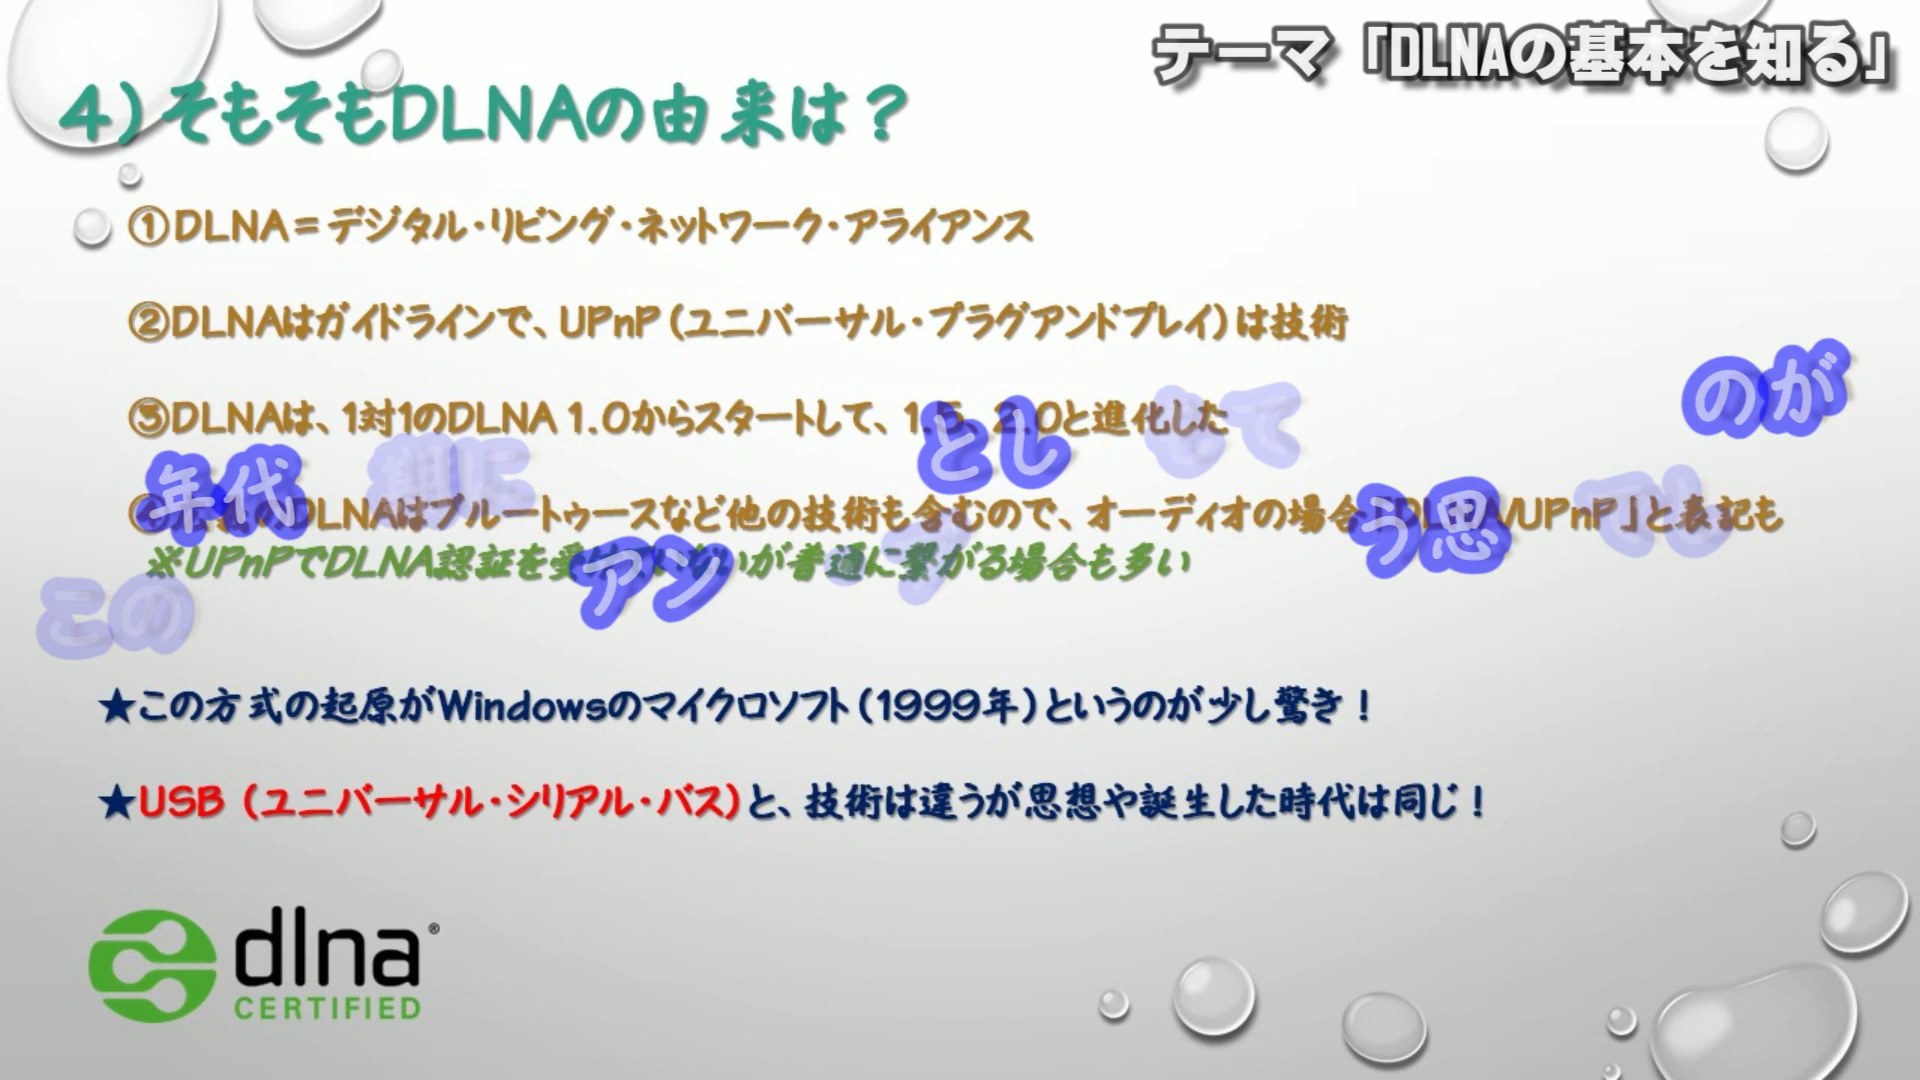 テーマ「DLNAの基本を知る」
4）そもそもDLNAの由来は？
①DLNA＝デジタル・リビング・ネットワーク・アライアンス
②DLNAはガイドラインで、UPnP（ユニバーサル・プラグアンドプレイ）は技術
③DLNAは、1対1のDLNA 1.0からスタートして、1.5、2.0と進化した
のが
とし
して
年代
期に
DLNAはブルートゥースなど他の技術も含むので、オーディオの場合「DLNA/UPnP」と表記も
う思
でし
※UPnPでDLNA認証を受けていないが普通に繋がる場合も多い
アン
この
★この方式の起原がWindowsのマイクロソフト（1999年）というのが少し驚き！
★USB（ユニバーサル・シリアル・バス）と、技術は違うが思想や誕生した時代は同じ！
dlna®
CERTIFIED